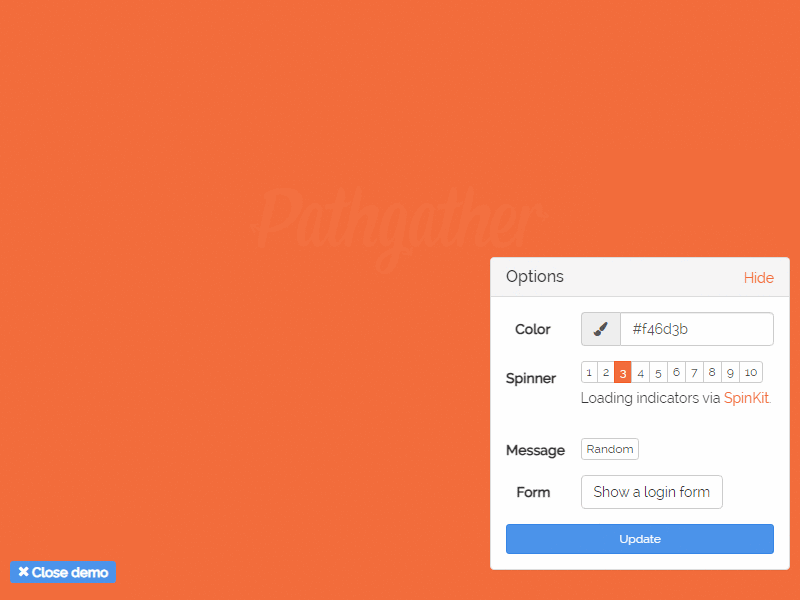 Pathgather
Options
Hide
Color
#f46d3b
Spinner
1 2 3 4 5 6 7 8 9 10
Loading indicators via SpinKit.
Message
Random
Form
Show a login form
Update
✖ Close demo